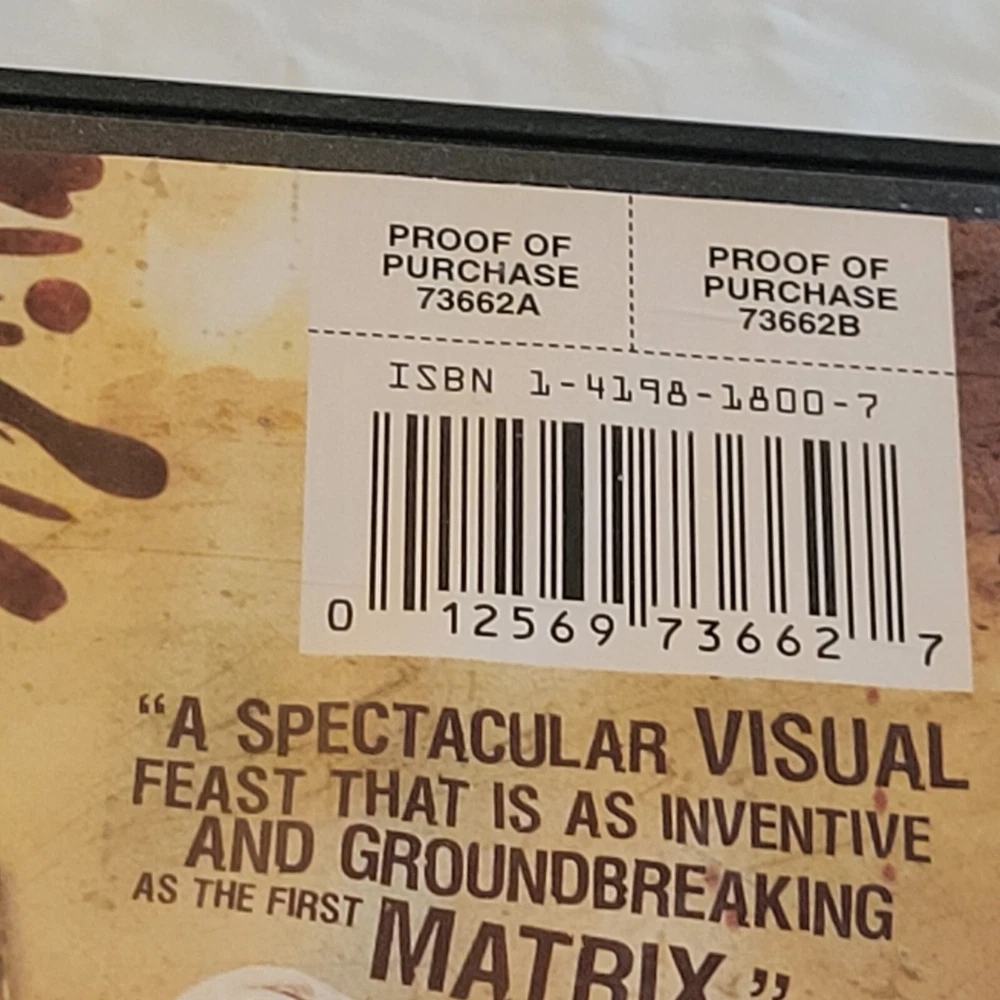 PROOF OF
PURCHASE
73662A
PROOF OF
PURCHASE
73662B
ISBN 1-4198-1800-7
0 12569 73662 7
“A SPECTACULAR VISUAL
FEAST THAT IS AS INVENTIVE
AND GROUNDBREAKING
AS THE FIRST MATRIX.”